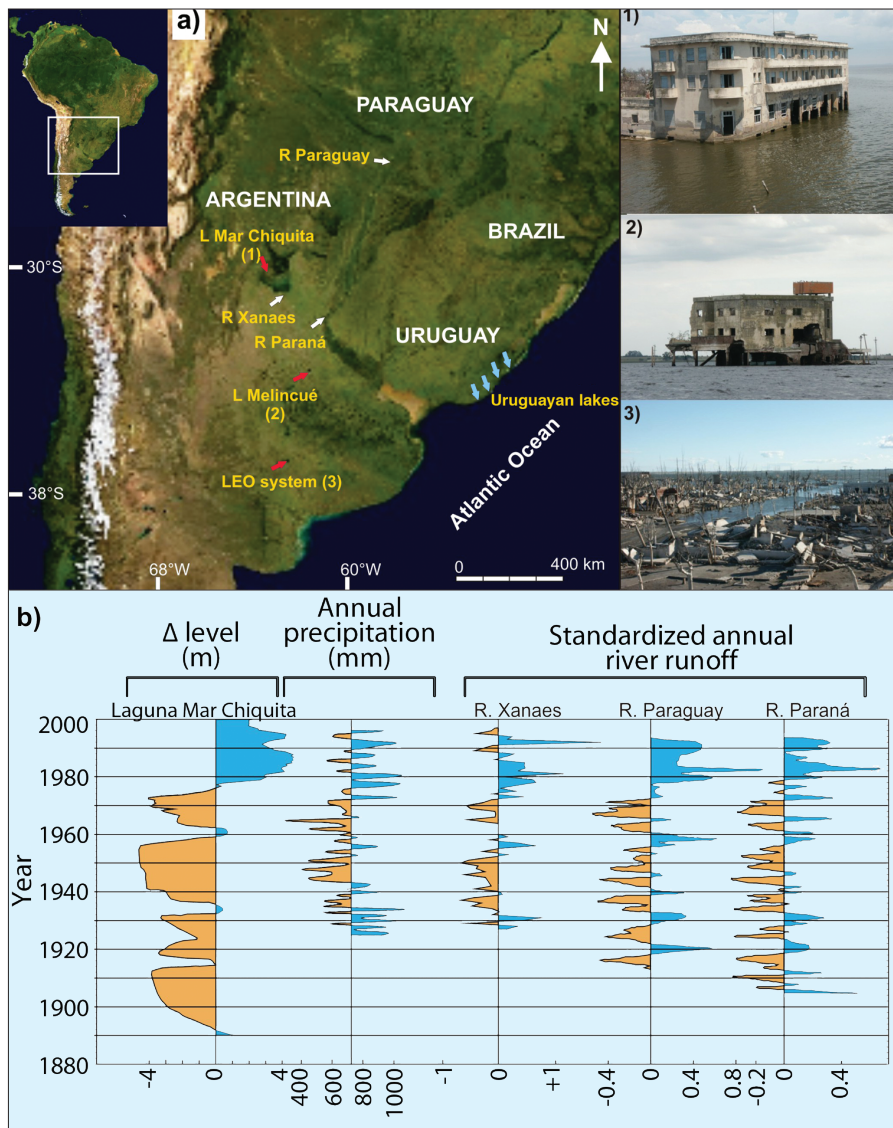 a)
N
PARAGUAY
R Paraguay
ARGENTINA
L Mar Chiquita
(1)
BRAZIL
30°S
R Xanaes
R Paraná
URUGUAY
L Melincué
(2)
Uruguayan lakes
LEO system (3)
Atlantic Ocean
38°S
68°W
60°W
0
400 km
1)
2)
3)
b)
Δ level
(m)
Annual
precipitation
(mm)
Standardized annual
river runoff
Laguna Mar Chiquita
R. Xanaes
R. Paraguay
R. Paraná
Year
2000
1980
1960
1940
1920
1900
1880
-4
0
4
400
800
1000
-1
0
+1
-0.4
0
0.8
-0.2
0
0.4